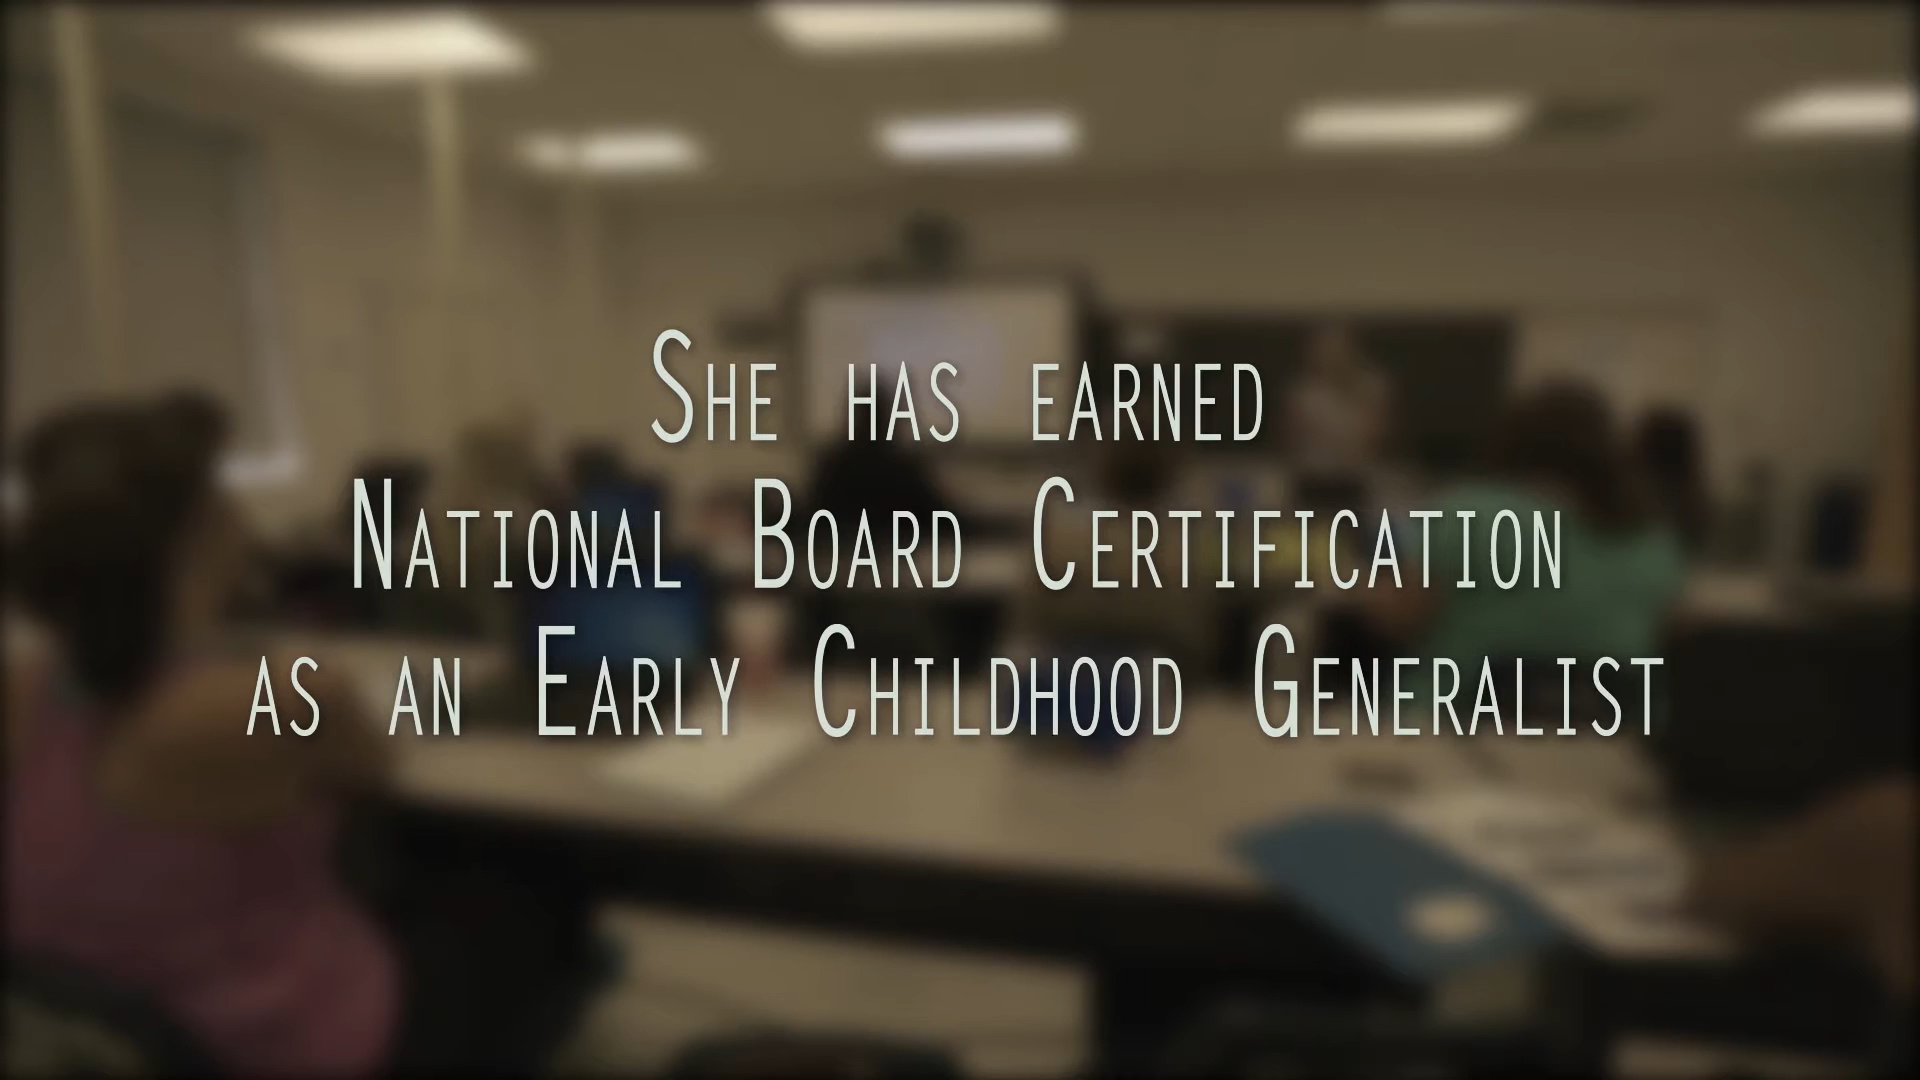 She has earned
National Board Certification
as an Early Childhood Generalist